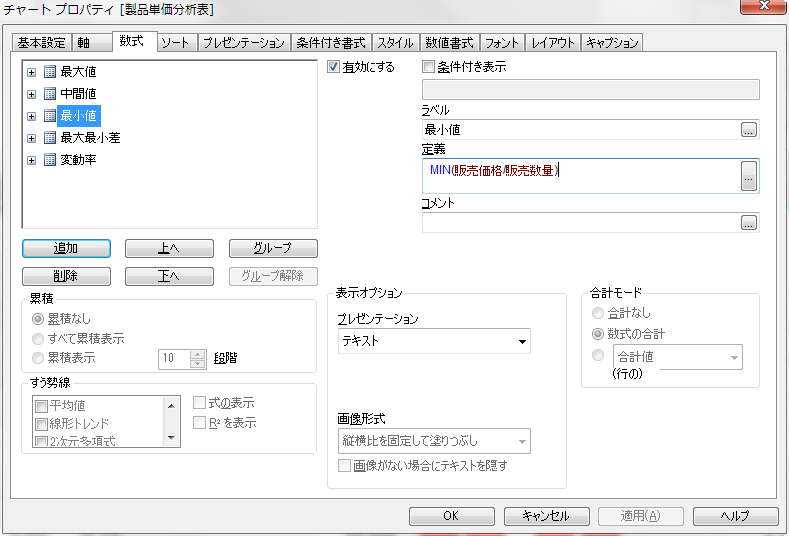 チャート プロパティ [製品単価分析表]
基本設定 軸 数式 ソート プレゼンテーション 条件付き書式 スタイル 数値書式 フォント レイアウト キャプション
最大値
中間値
最小値
最大最小差
変動率
有効にする
条件付き表示
ラベル
最小値
...
定義
MIN(販売価格/販売数量)
...
コメント
...
追加 上へ グループ
削除 下へ グループ解除
累積
累積なし
すべて累積表示
累積表示 10 段階
すう勢線
平均値
線形トレンド
2次元多項式
式の表示
R²を表示
表示オプション
プレゼンテーション
テキスト
画像形式
縦横比を固定して塗りつぶし
画像がない場合にテキストを隠す
合計モード
合計なし
数式の合計
合計値
(行の)
OK キャンセル 適用(A) ヘルプ